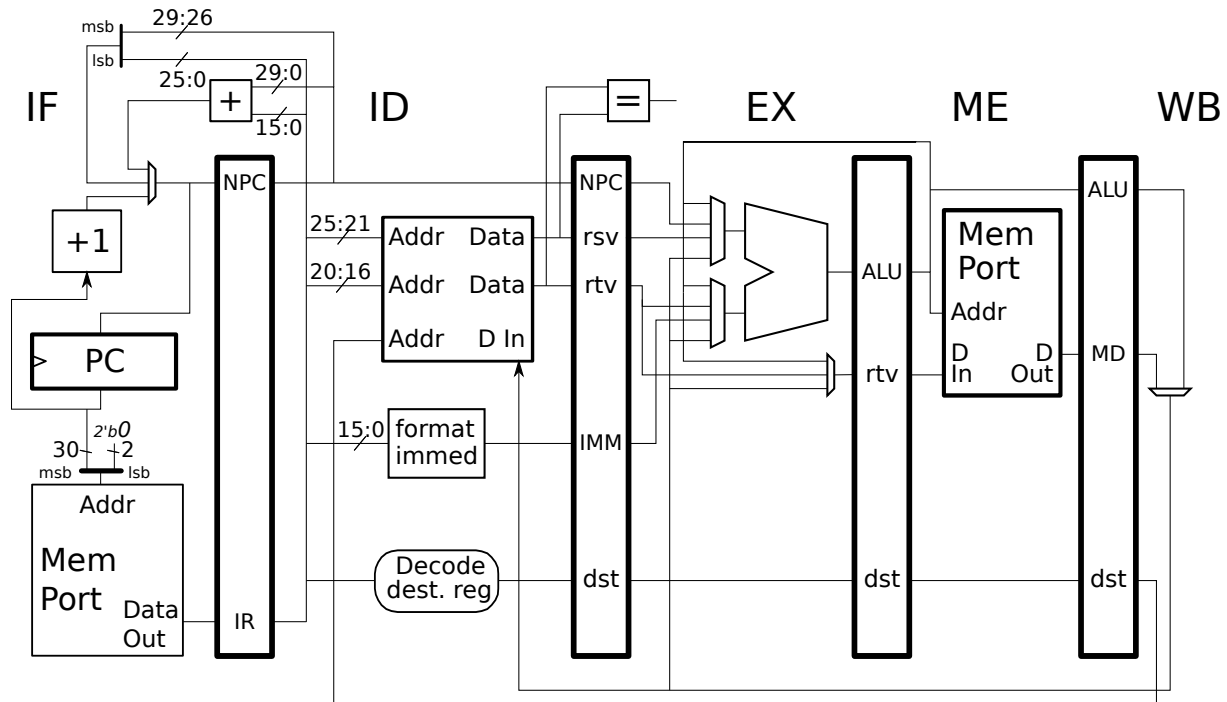 29:26
msb
lsb
25:0
29:0
+
15:0
=
IF
ID
EX
ME
WB
NPC
NPC
ALU
+1
25:21
Addr
Data
rsv
20:16
Addr
Data
rtv
Addr
D In
ALU
Mem
Port
Addr
D
In
D
Out
MD
PC
rtv
2'b0
30
2
msb
lsb
15:0
format
immed
IMM
Addr
Mem
Port
Data
Out
IR
Decode
dest. reg
dst
dst
dst